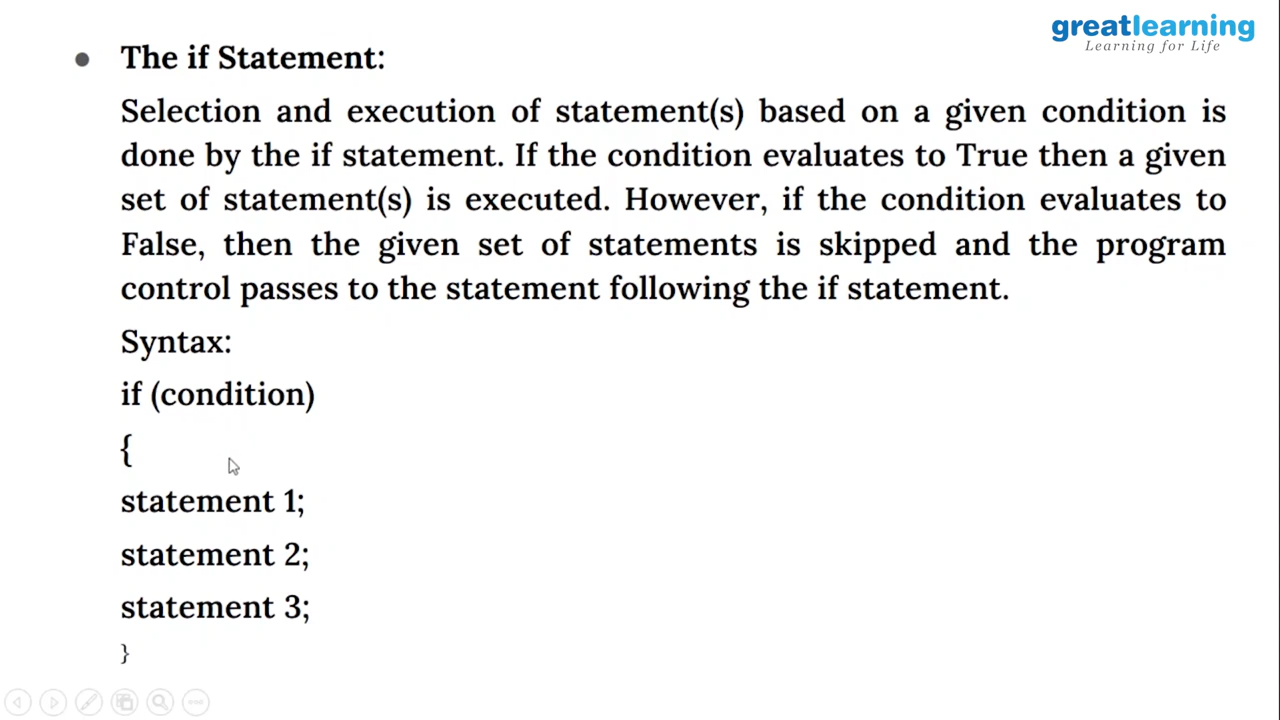 greatlearning
Learning for Life
The if Statement:
Selection and execution of statement(s) based on a given condition is
done by the if statement. If the condition evaluates to True then a given
set of statement(s) is executed. However, if the condition evaluates to
False, then the given set of statements is skipped and the program
control passes to the statement following the if statement.
Syntax:
if (condition)
{
statement 1;
statement 2;
statement 3;
}